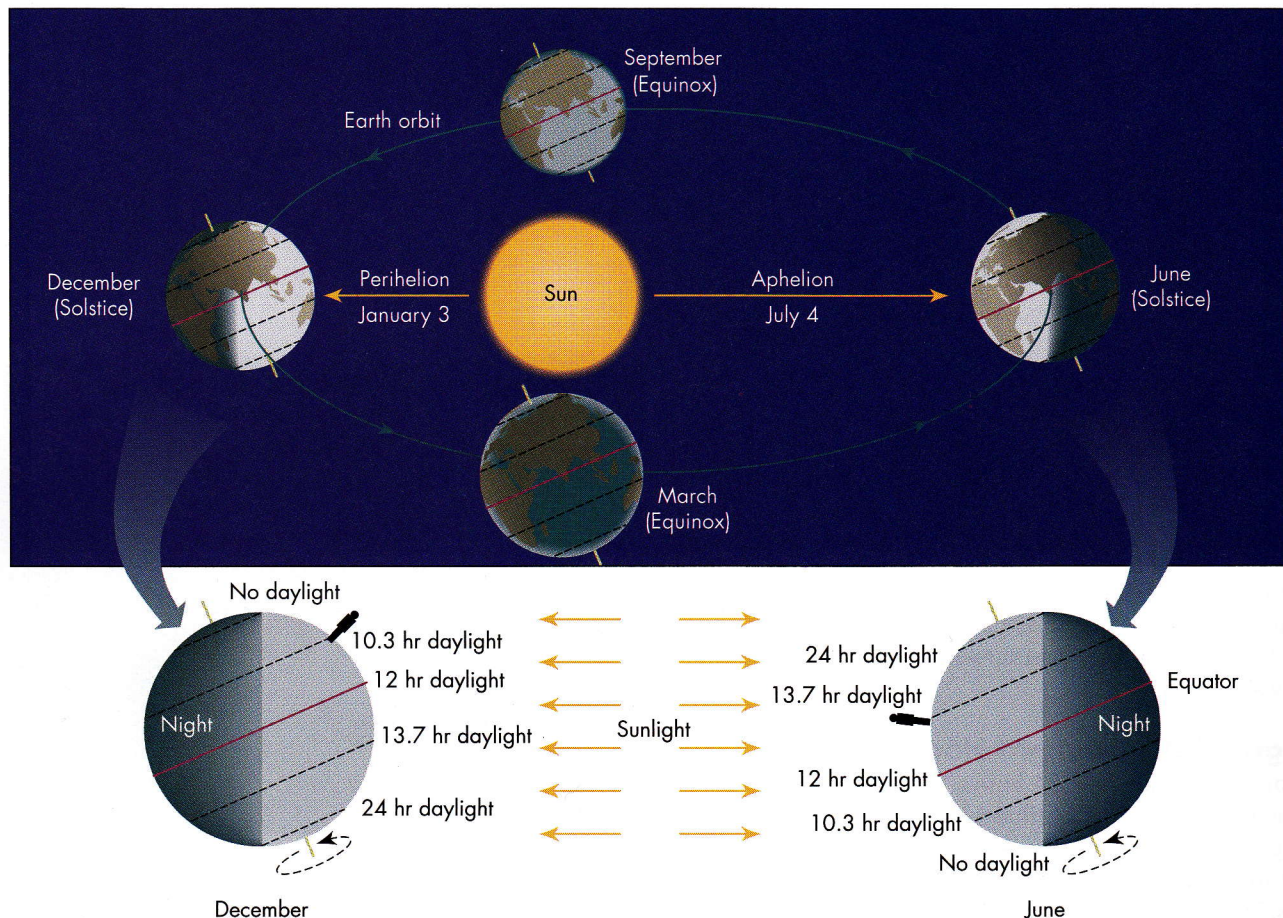 September
(Equinox)
Earth orbit
December
(Solstice)
Perihelion
January 3
Sun
Aphelion
July 4
June
(Solstice)
March
(Equinox)
No daylight
10.3 hr daylight
12 hr daylight
Night
13.7 hr daylight
24 hr daylight
December
Sunlight
24 hr daylight
13.7 hr daylight
Equator
Night
12 hr daylight
10.3 hr daylight
No daylight
June